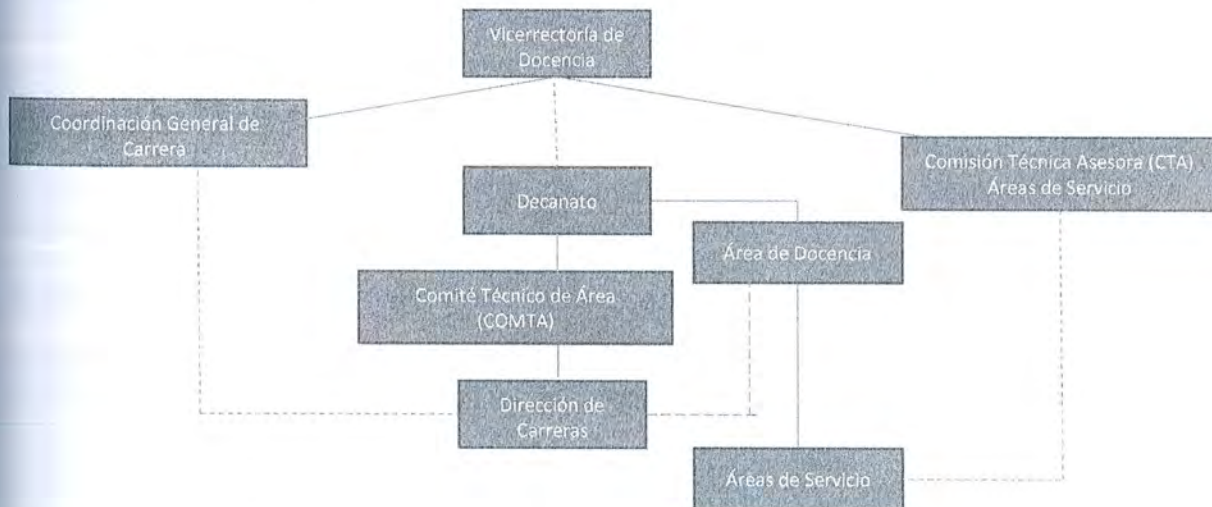 Vicerrectoría de
Docencia
Coordinación General de
Carrera
Comisión Técnica Asesora (CTA)
Áreas de Servicio
Decanato
Área de Docencia
Comité Técnico de Área
(COMTA)
Dirección de
Carreras
Áreas de Servicio